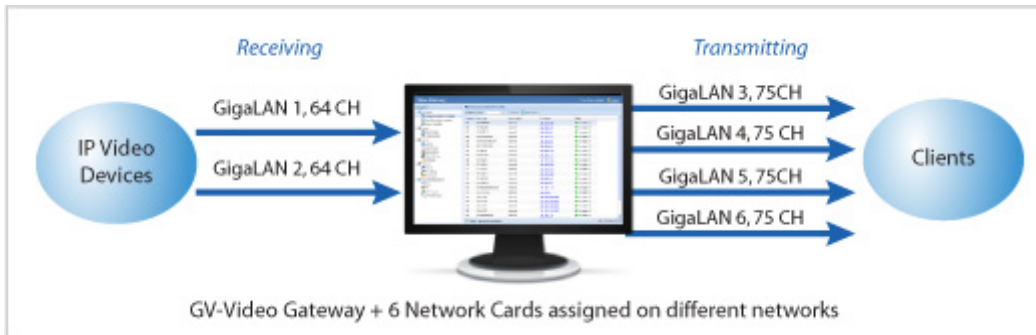 Receiving
Transmitting
GigaLAN 1, 64 CH
GigaLAN 2, 64 CH
IP Video
Devices
GigaLAN 3, 75CH
GigaLAN 4, 75 CH
GigaLAN 5, 75CH
GigaLAN 6, 75 CH
Clients
GV-Video Gateway + 6 Network Cards assigned on different networks